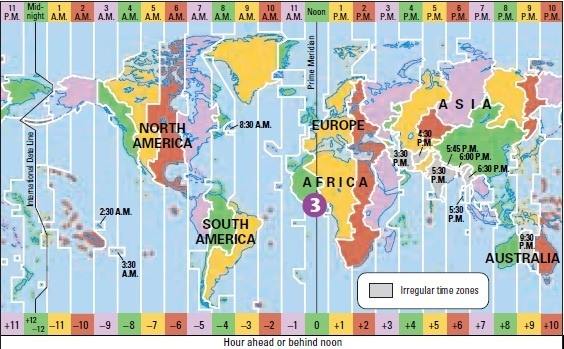 11 P.M. Mid-night 1 A.M. 2 A.M. 3 A.M. 4 A.M. 5 A.M. 6 A.M. 7 A.M. 8 A.M. 9 A.M. 10 A.M. 11 A.M. Noon 1 P.M. 2 P.M. 3 P.M. 4 P.M. 5 P.M. 6 P.M. 7 P.M. 8 P.M. 9 P.M. 10 P.M.
Prime Meridian
International Date Line
ASIA
NORTH
AMERICA
8:30 A.M.
EUROPE
4:30
P.M.
3:30
P.M.
5:45 P.M.
6:00 P.M.
5:30
P.M.
6:30 P.M.
AFRICA
3
5:30
P.M.
2:30 A.M.
3:30
A.M.
SOUTH
AMERICA
9:30
P.M.
AUSTRALIA
Irregular time zones
+11 +12 –12 –11 –10 –9 –8 –7 –6 –5 –4 –3 –2 –1 0 +1 +2 +3 +4 +5 +6 +7 +8 +9 +10
Hour ahead or behind noon